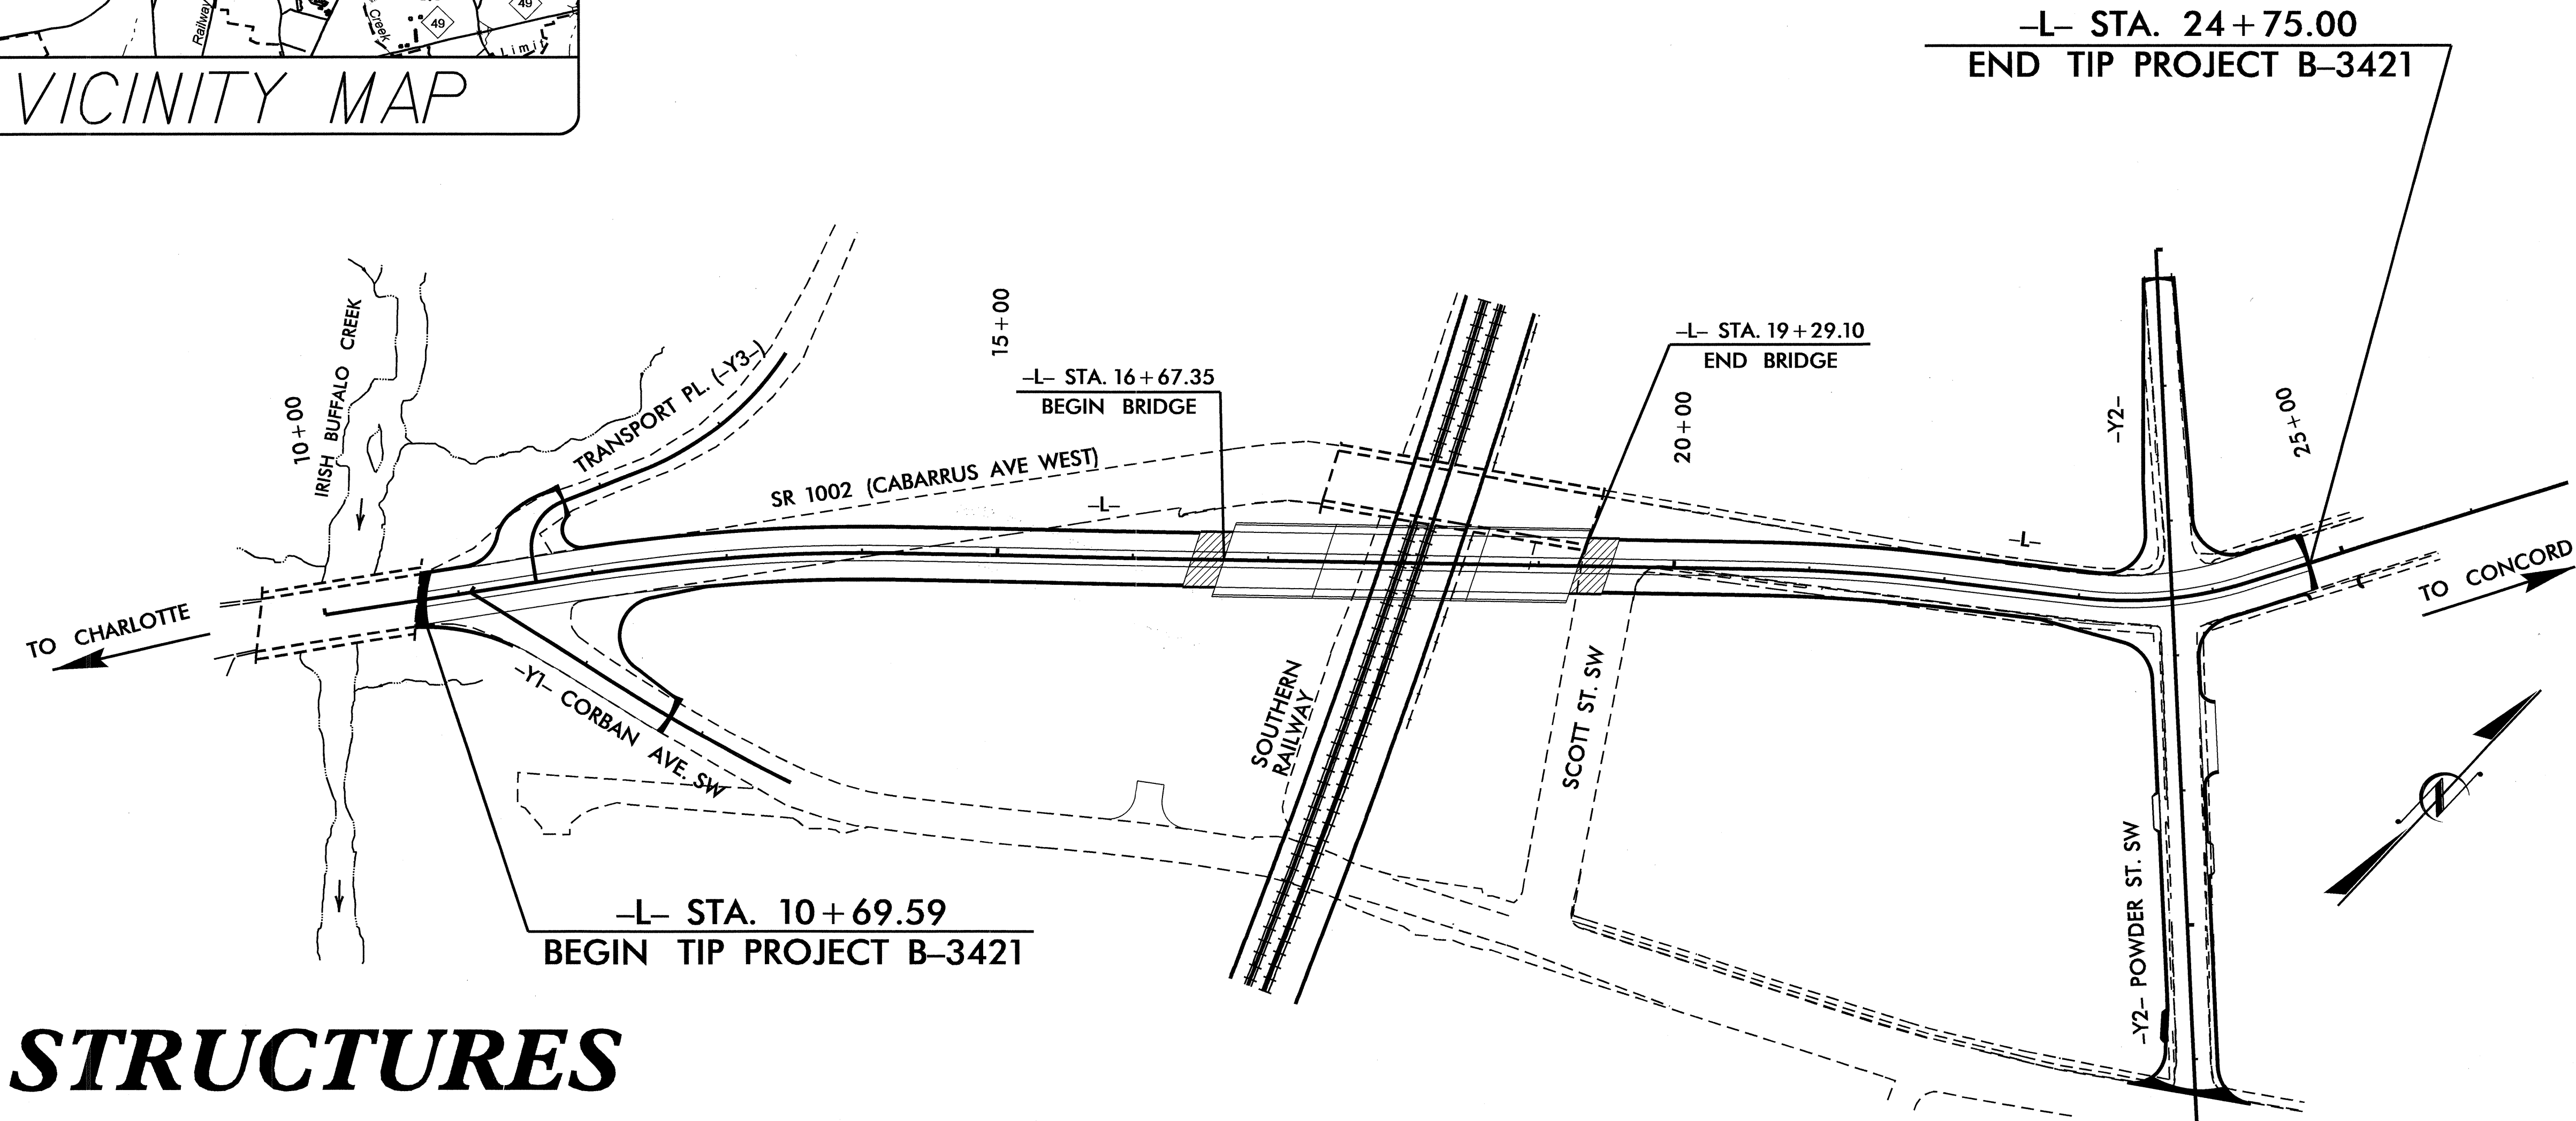 Railway
Creek
49
49
Limit
VICINITY MAP
–L– STA. 24+75.00
END TIP PROJECT B–3421
10+00
IRISH BUFFALO CREEK
TRANSPORT PL. (–Y3–)
15+00
–L– STA. 16+67.35
BEGIN BRIDGE
SR 1002 (CABARRUS AVE WEST)
–L–
–L– STA. 19+29.10
END BRIDGE
20+00
–Y2–
25+00
–L–
TO CHARLOTTE
TO CONCORD
–Y1– CORBAN AVE. SW
SOUTHERN
RAILWAY
SCOTT ST. SW
–Y2– POWDER ST. SW
–L– STA. 10+69.59
BEGIN TIP PROJECT B–3421
STRUCTURES